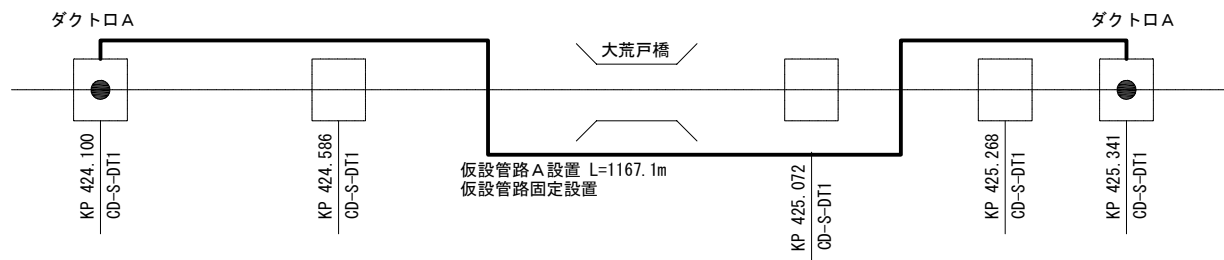 ダクト口A
ダクト口A
大荒戸橋
仮設管路A設置 L=1167.1m
仮設管路固定設置
KP 424.100
CD-S-DT1
KP 424.586
CD-S-DT1
KP 425.072
CD-S-DT1
KP 425.268
CD-S-DT1
KP 425.341
CD-S-DT1